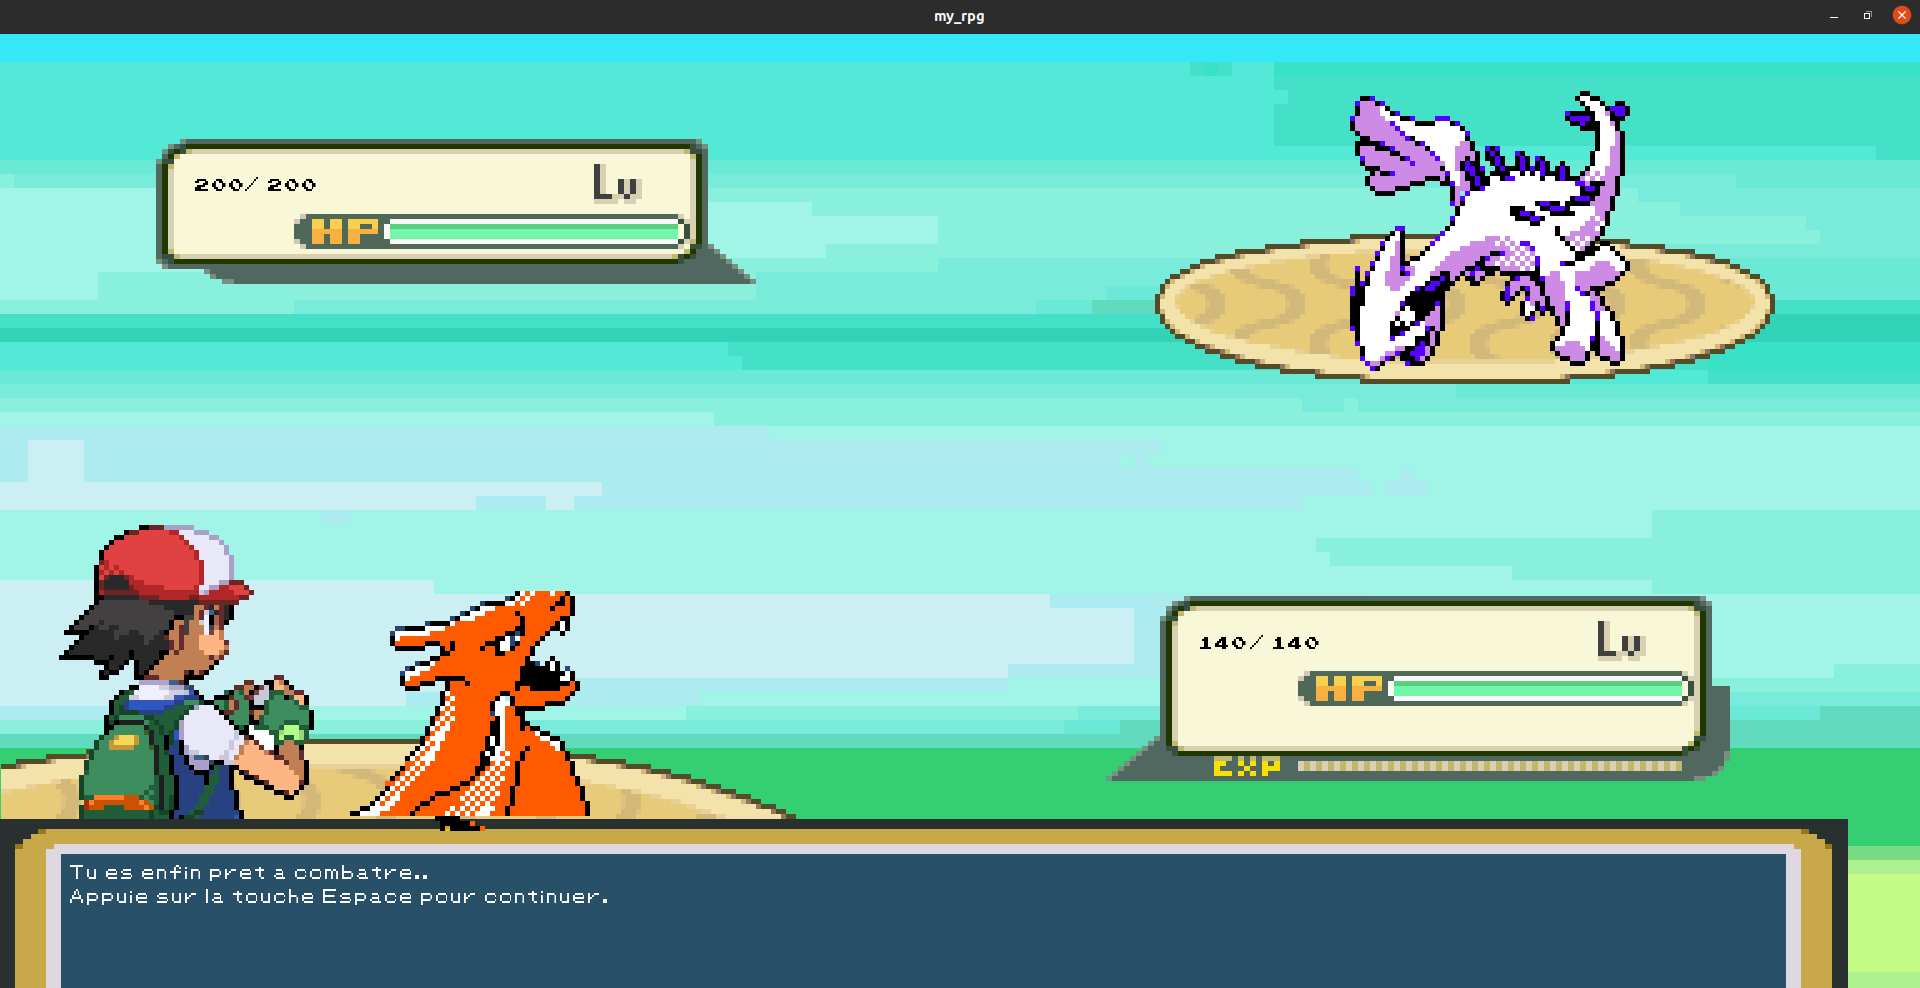 my_rpg
200/ 200
Lv
HP
140/ 140
Lv
HP
EXP
Tu es enfin pret a combatre..
Appuie sur la touche Espace pour continuer.